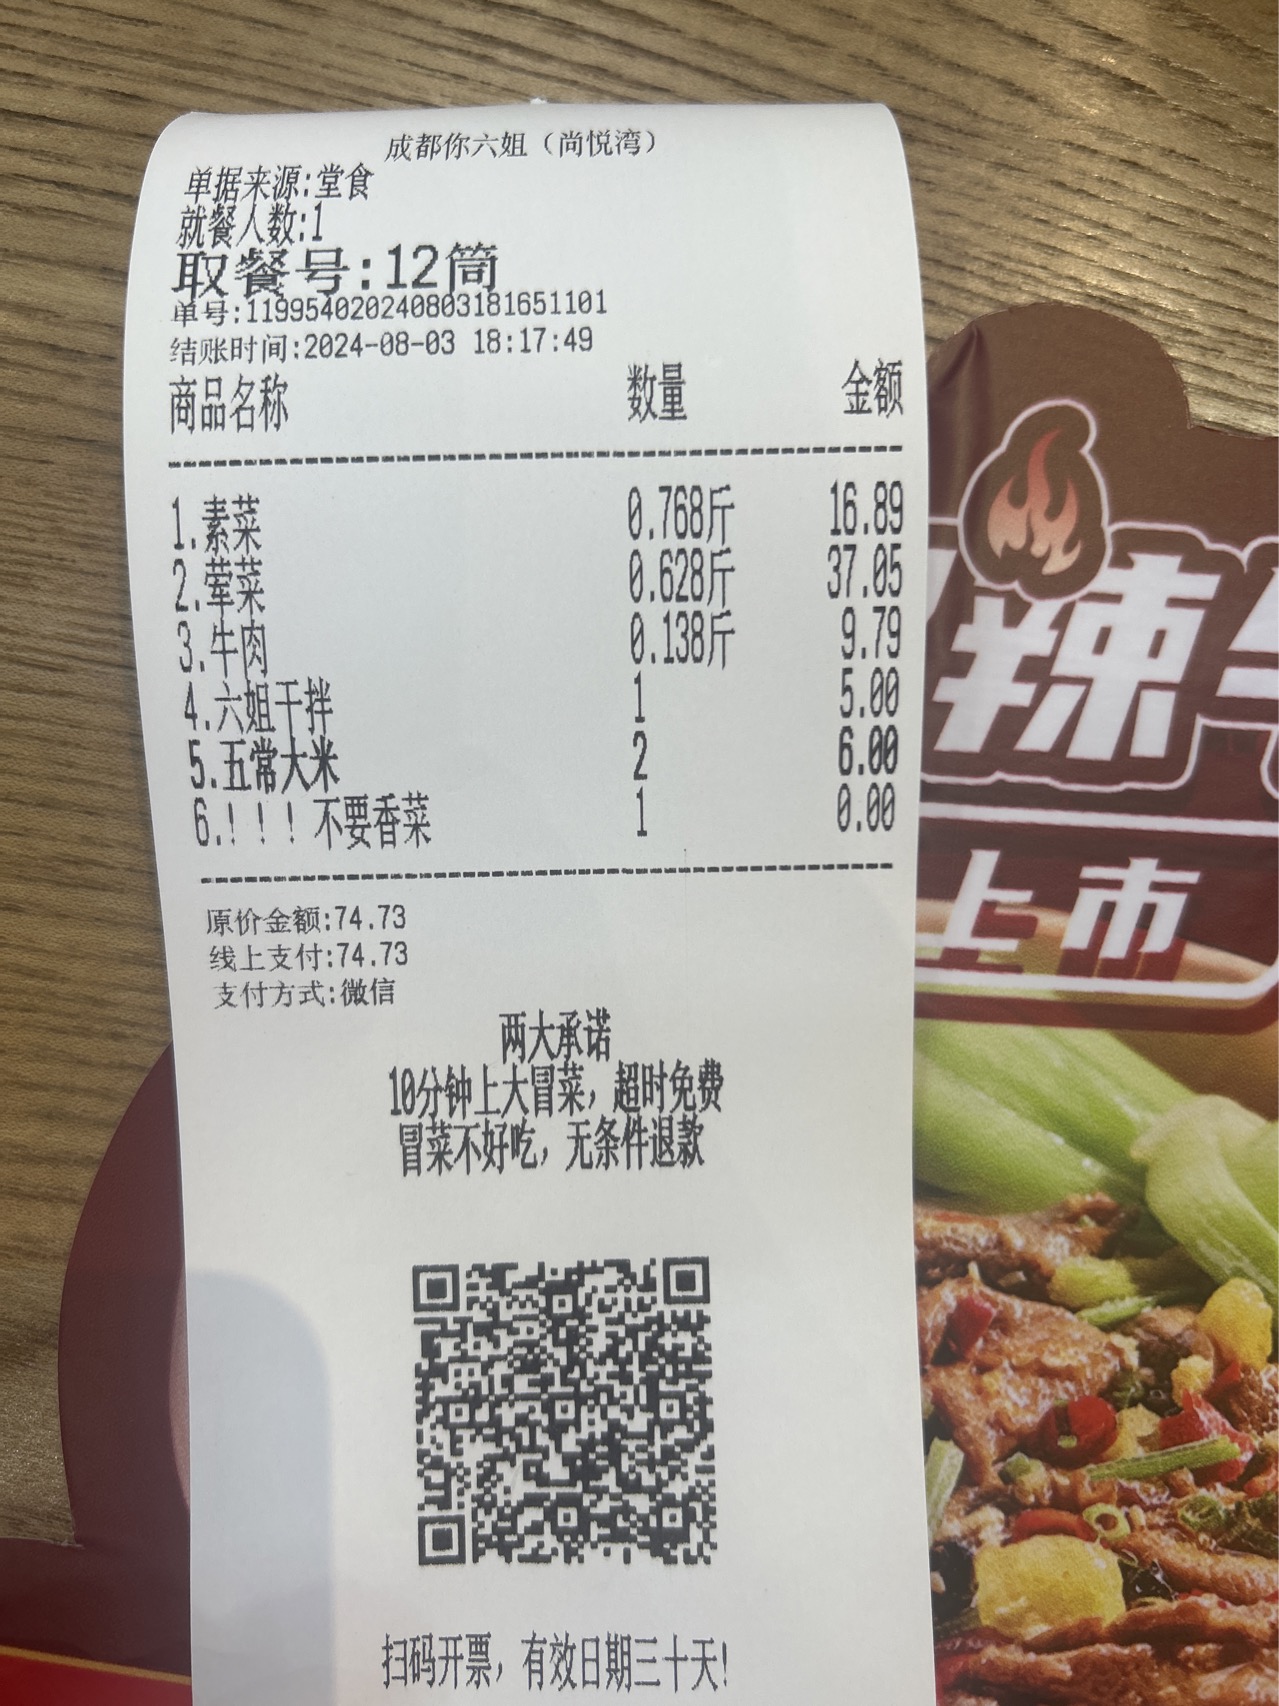 成都你六姐（尚悦湾）
单据来源:堂食
就餐人数:1
取餐号:12筒
单号:119954020240803181651101
结账时间:2024-08-03 18:17:49
商品名称 数量 金额
1.素菜 0.768斤 16.89
2.荤菜 0.628斤 37.05
3.牛肉 0.138斤 9.79
4.六姐干拌 1 5.00
5.五常大米 2 6.00
6.！！！不要香菜 1 0.00
原价金额:74.73
线上支付:74.73
支付方式:微信
两大承诺
10分钟上大冒菜，超时免费
冒菜不好吃，无条件退款
扫码开票，有效日期三十天！
辣
上市